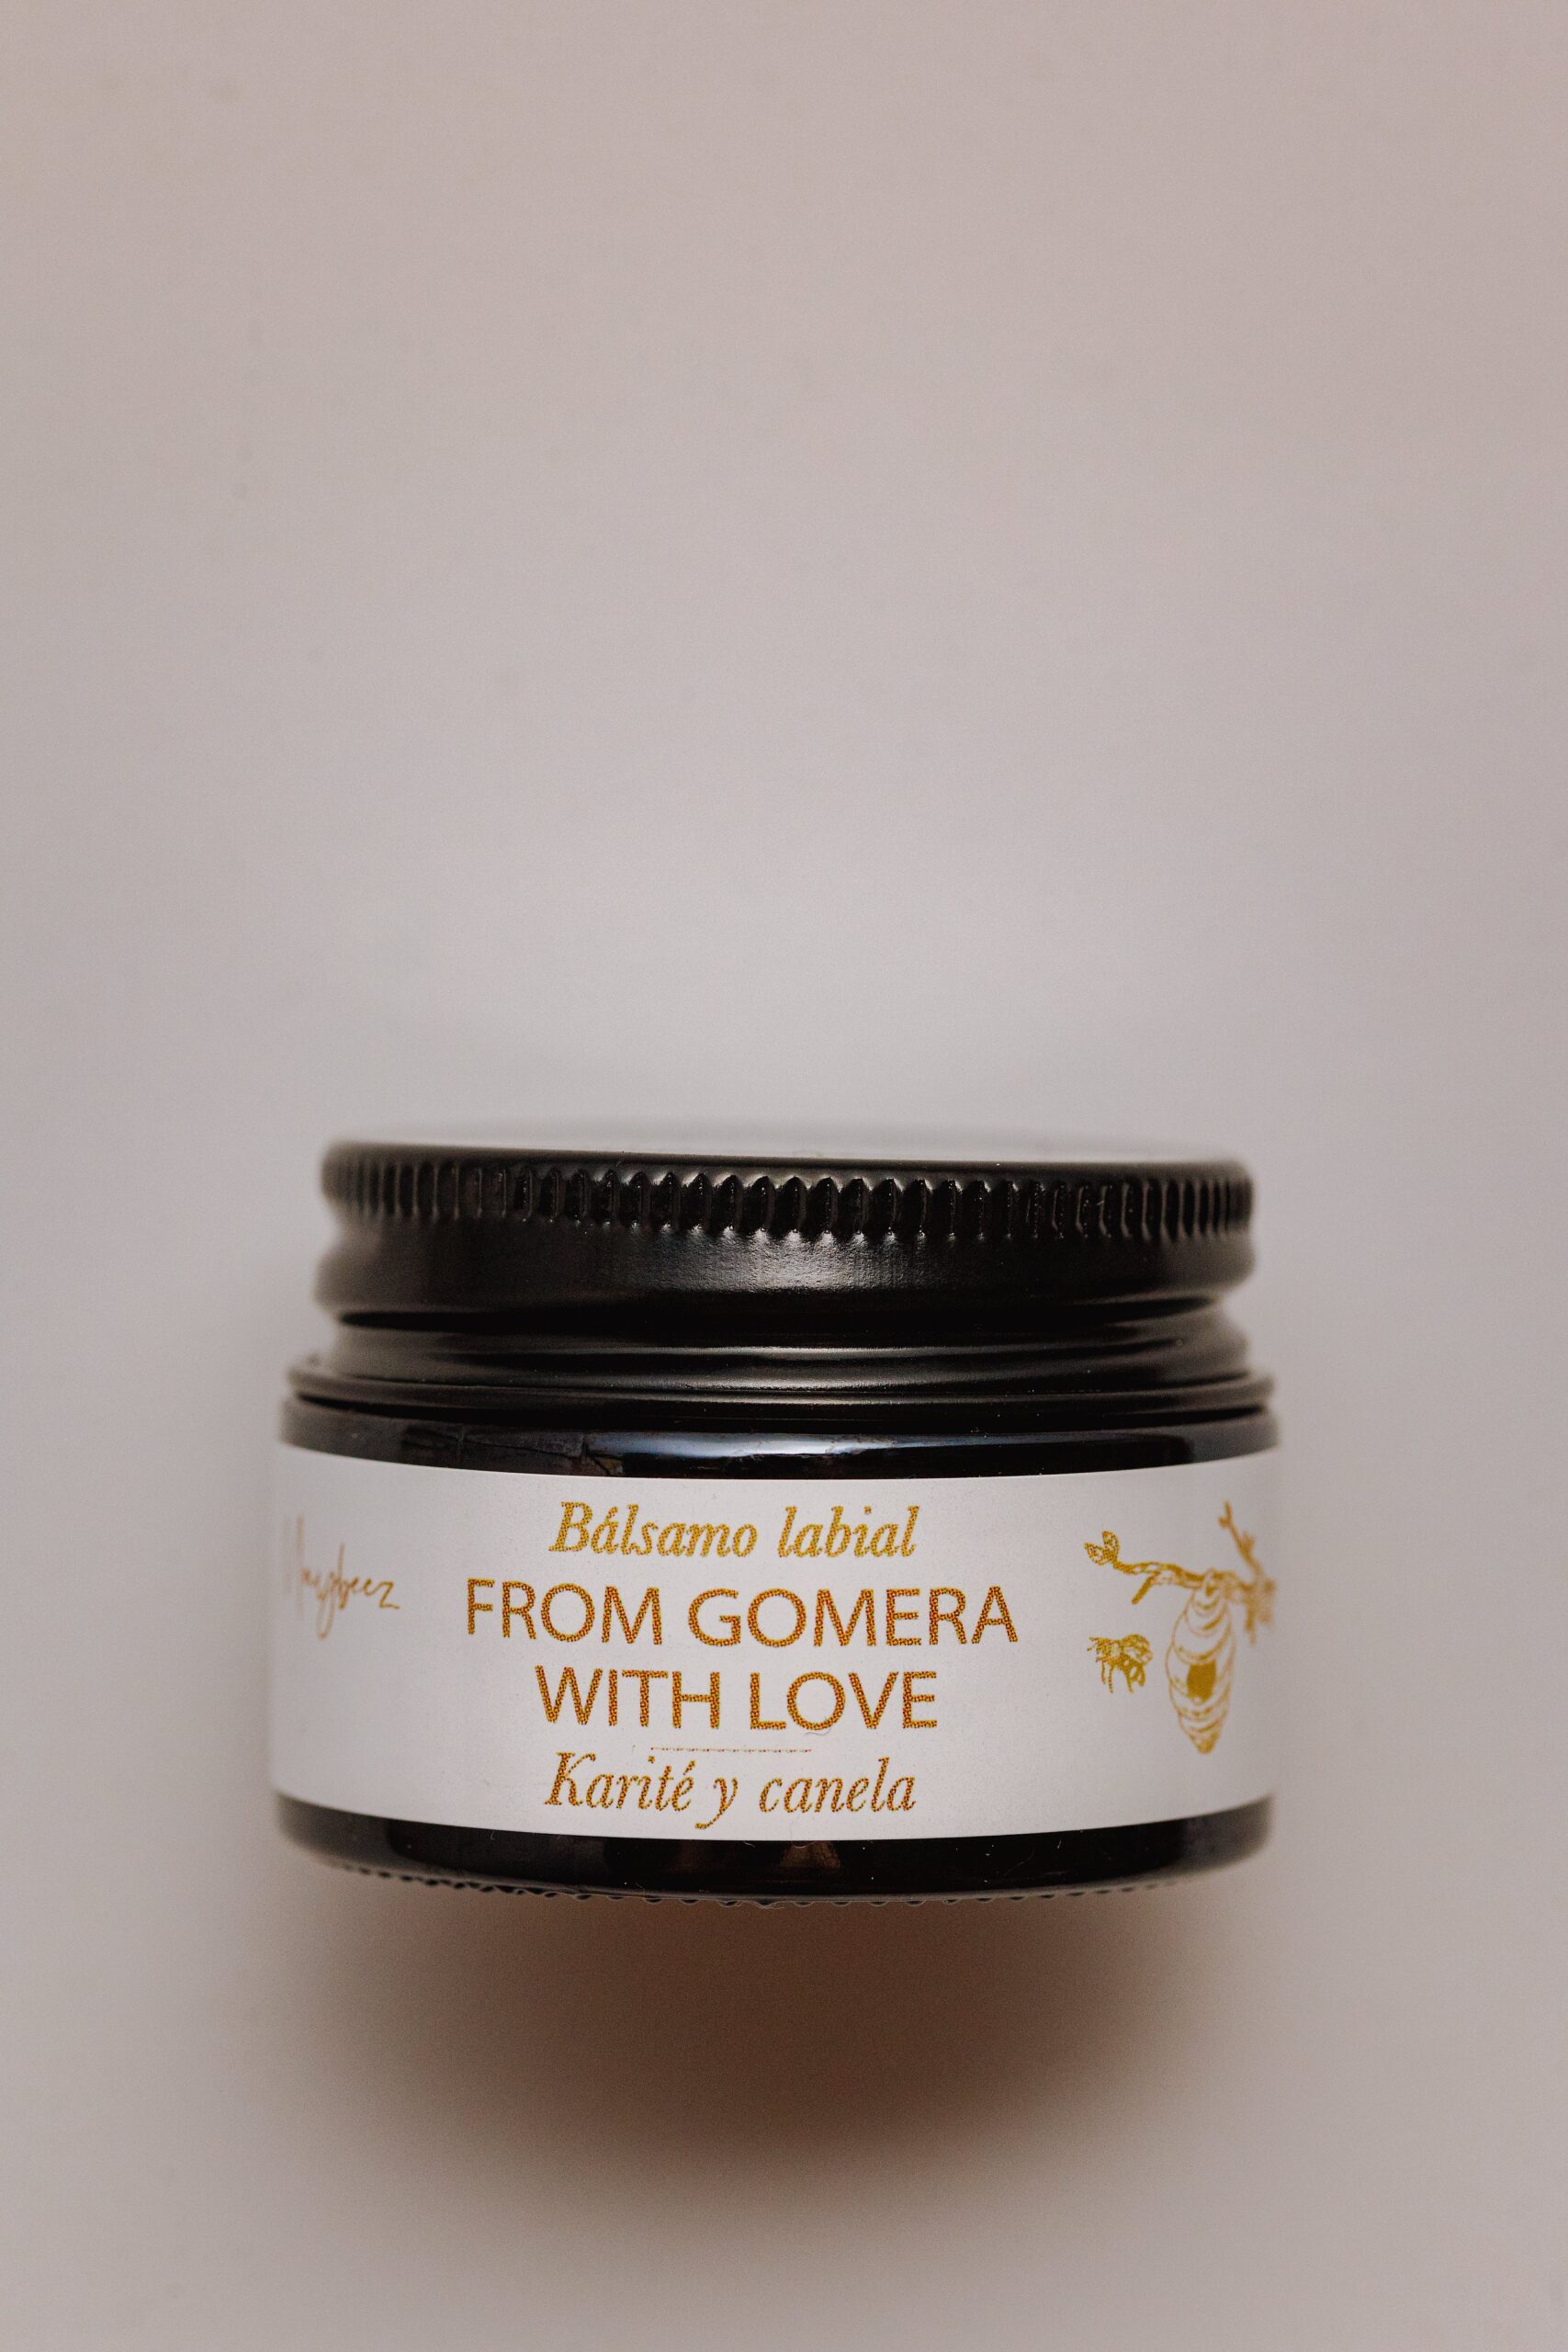 Bálsamo labial
FROM GOMERA
WITH LOVE
Karité y canela